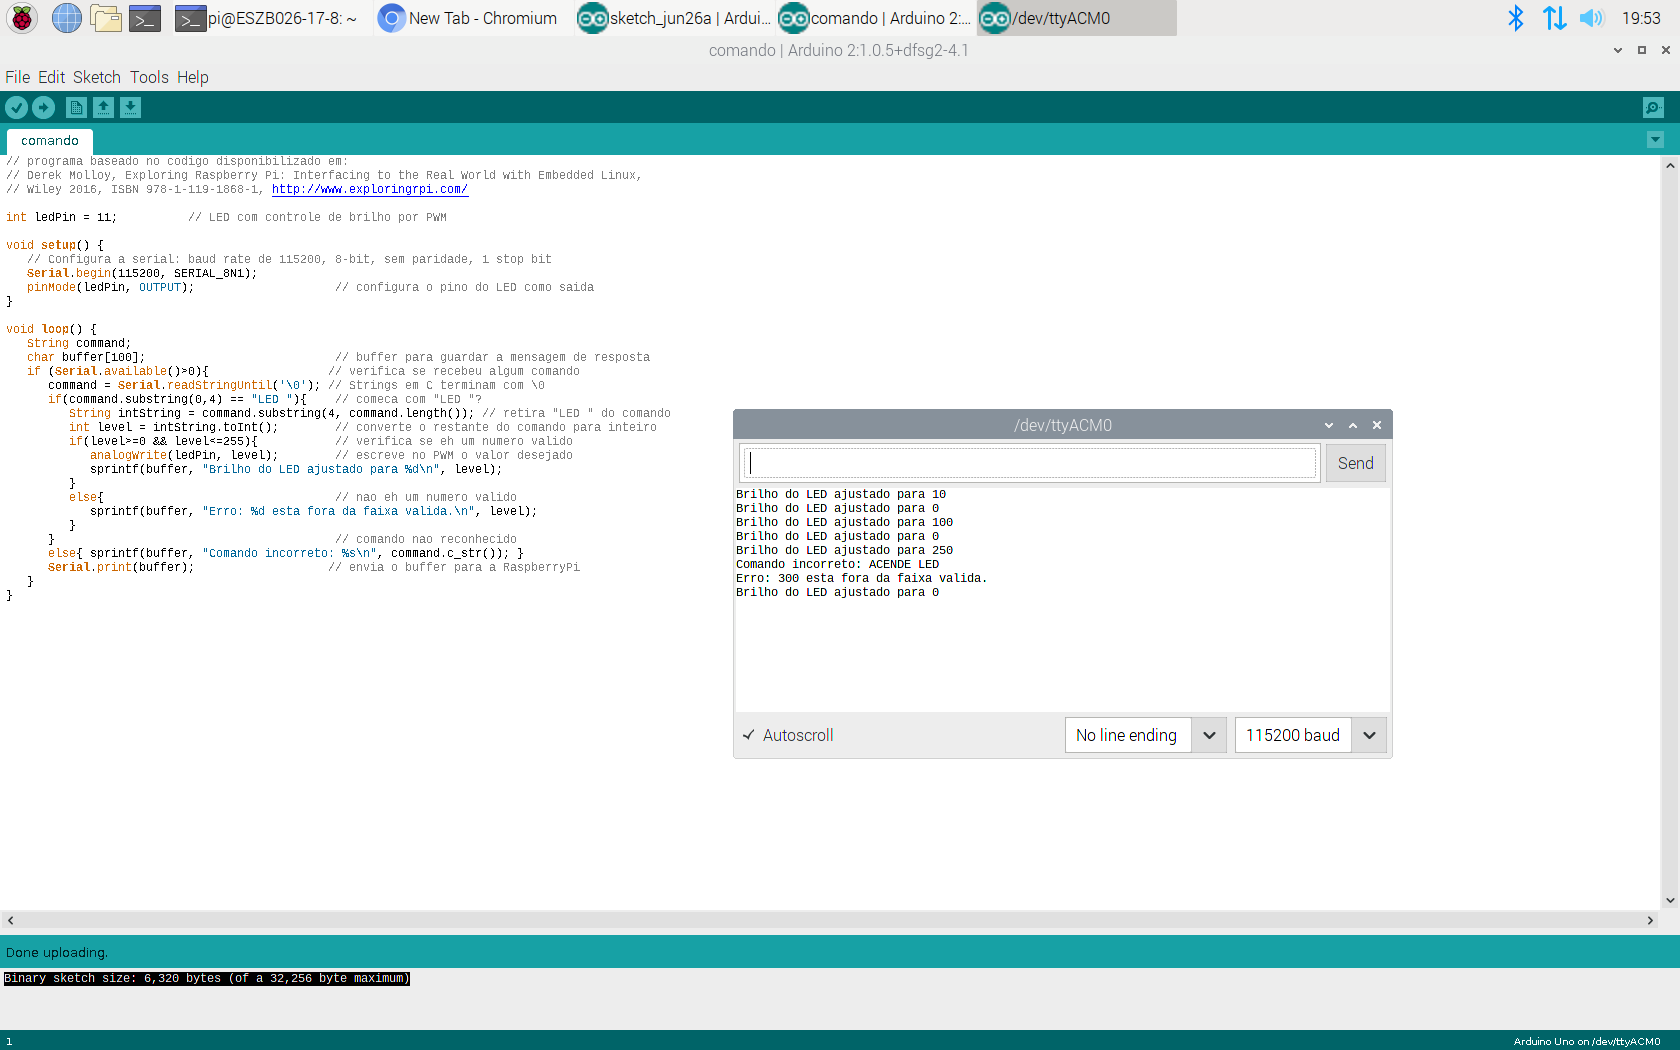 pi@ESZB026-17-8: ~
New Tab - Chromium
sketch_jun26a | Ardui...
comando | Arduino 2:...
/dev/ttyACM0
19:53
comando | Arduino 2:1.0.5+dfsg2-4.1
File Edit Sketch Tools Help
comando
// programa baseado no codigo disponibilizado em:
// Derek Molloy, Exploring Raspberry Pi: Interfacing to the Real World with Embedded Linux,
// Wiley 2016, ISBN 978-1-119-1868-1, http://www.exploringrpi.com/
int ledPin = 11;          // LED com controle de brilho por PWM
void setup() {
   // Configura a serial: baud rate de 115200, 8-bit, sem paridade, 1 stop bit
   Serial.begin(115200, SERIAL_8N1);
   pinMode(ledPin, OUTPUT);                    // configura o pino do LED como saida
}
void loop() {
   String command;
   char buffer[100];                           // buffer para guardar a mensagem de resposta
   if (Serial.available()>0){                 // verifica se recebeu algum comando
      command = Serial.readStringUntil('\0'); // Strings em C terminam com \0
      if(command.substring(0,4) == "LED "){    // comeca com "LED "?
         String intString = command.substring(4, command.length()); // retira "LED " do comando
         int level = intString.toInt();        // converte o restante do comando para inteiro
         if(level>=0 && level<=255){           // verifica se eh um numero valido
            analogWrite(ledPin, level);        // escreve no PWM o valor desejado
            sprintf(buffer, "Brilho do LED ajustado para %d\n", level);
         }
         else{                                 // nao eh um numero valido
            sprintf(buffer, "Erro: %d esta fora da faixa valida.\n", level);
         }
      }                                        // comando nao reconhecido
      else{ sprintf(buffer, "Comando incorreto: %s\n", command.c_str()); }
      Serial.print(buffer);                   // envia o buffer para a RaspberryPi
   }
}
/dev/ttyACM0
Send
Brilho do LED ajustado para 10
Brilho do LED ajustado para 0
Brilho do LED ajustado para 100
Brilho do LED ajustado para 0
Brilho do LED ajustado para 250
Comando incorreto: ACENDE LED
Erro: 300 esta fora da faixa valida.
Brilho do LED ajustado para 0
Autoscroll
No line ending
115200 baud
Done uploading.
Binary sketch size: 6,320 bytes (of a 32,256 byte maximum)
1
Arduino Uno on /dev/ttyACM0